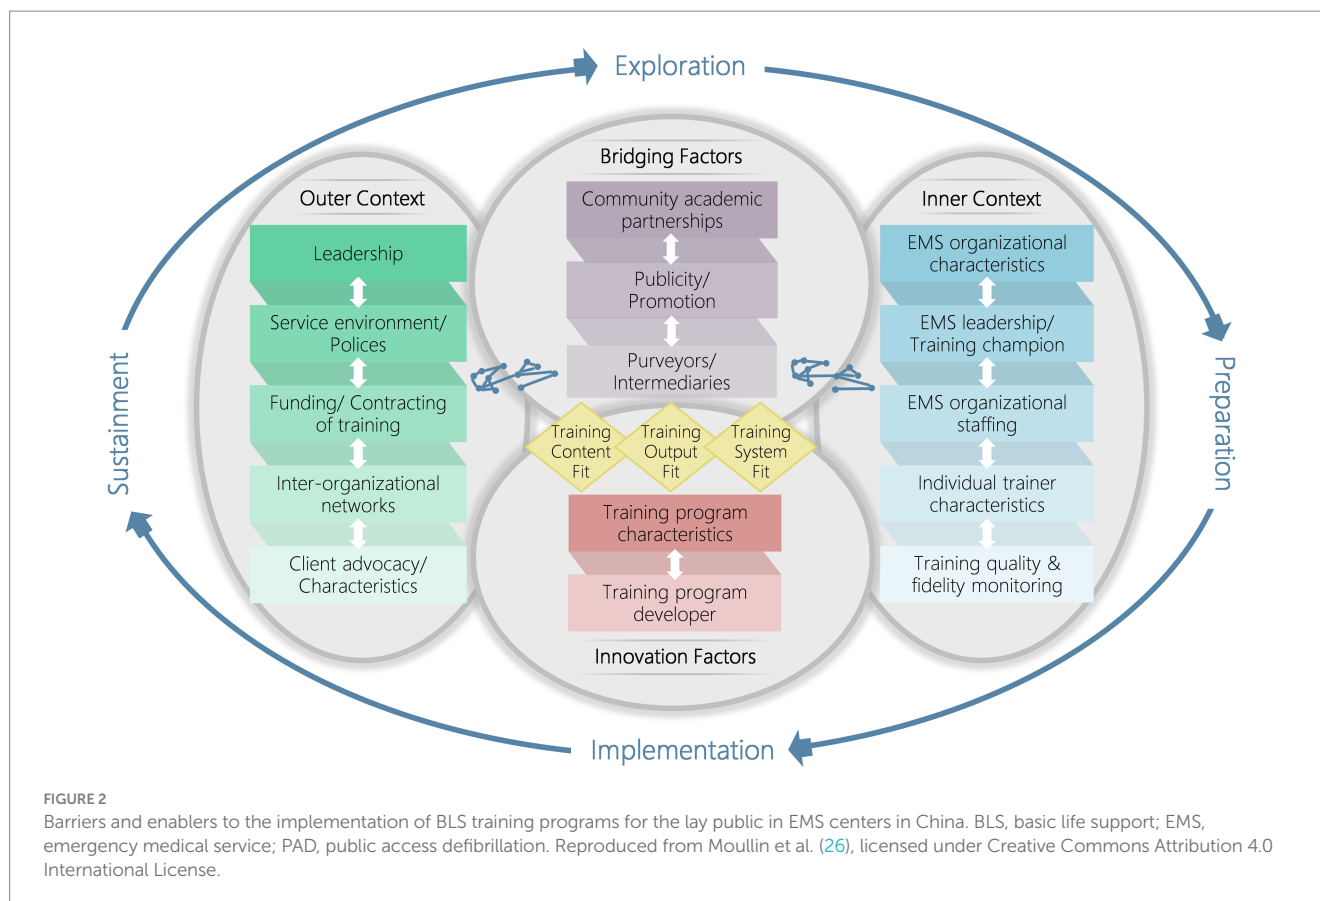 Exploration
Bridging Factors
Community academic
partnerships
Publicity/
Promotion
Purveyors/
Intermediaries
Outer Context
Leadership
Service environment/
Polices
Funding/ Contracting
of training
Inter-organizational
networks
Client advocacy/
Characteristics
Inner Context
EMS organizational
characteristics
EMS leadership/
Training champion
EMS organizational
staffing
Individual trainer
characteristics
Training quality &
fidelity monitoring
Training
Content
Fit
Training
Output
Fit
Training
System
Fit
Training program
characteristics
Training program
developer
Innovation Factors
Preparation
Implementation
Sustainment
FIGURE 2
Barriers and enablers to the implementation of BLS training programs for the lay public in EMS centers in China. BLS, basic life support; EMS,
emergency medical service; PAD, public access defibrillation. Reproduced from Moullin et al. (26), licensed under Creative Commons Attribution 4.0
International License.